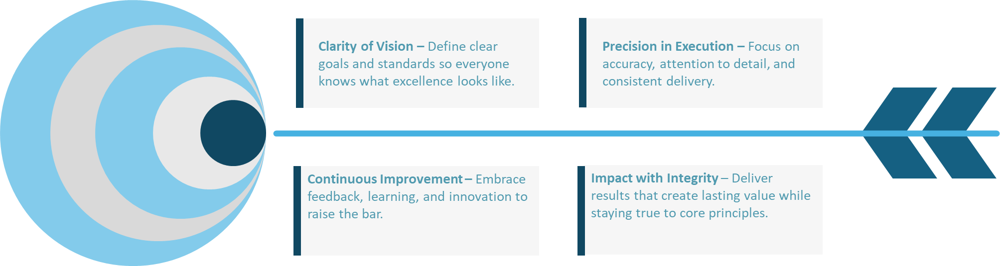 Clarity of Vision – Define clear
goals and standards so everyone
knows what excellence looks like.
Precision in Execution – Focus on
accuracy, attention to detail, and
consistent delivery.
Continuous Improvement – Embrace
feedback, learning, and innovation to
raise the bar.
Impact with Integrity – Deliver
results that create lasting value while
staying true to core principles.